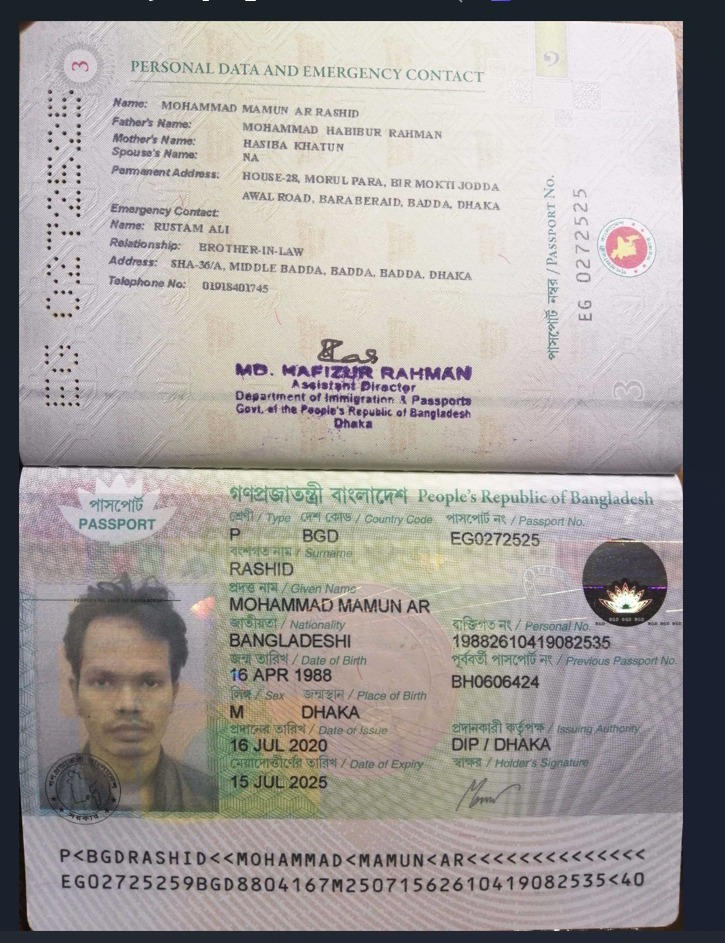 3
EG 0272525
PERSONAL DATA AND EMERGENCY CONTACT
Name: MOHAMMAD MAMUN AR RASHID
Father's Name: MOHAMMAD HABIBUR RAHMAN
Mother's Name: HASIBA KHATUN
Spouse's Name: NA
Permanent Address: HOUSE-28, MORUL PARA, BIR MOKTI JODDA
AWAL ROAD, BARABERAID, BADDA, DHAKA
Emergency Contact:
Name: RUSTAM ALI
Relationship: BROTHER-IN-LAW
Address: SHA-36/A, MIDDLE BADDA, BADDA, BADDA, DHAKA
Telephone No: 01918401745
পাসপোর্ট নম্বর / PASSPORT NO.
EG 0272525
3
MD. HAFIZUR RAHMAN
Assistant Director
Department of Immigration & Passports
Govt. of the People's Republic of Bangladesh
Dhaka
পাসপোর্ট
PASSPORT
গণপ্রজাতন্ত্রী বাংলাদেশ People's Republic of Bangladesh
শ্রেণী / Type দেশ কোড / Country Code পাসপোর্ট নং / Passport No.
P BGD EG0272525
বংশগত নাম / Surname
RASHID
প্রদত্ত নাম / Given Name
MOHAMMAD MAMUN AR
জাতীয়তা / Nationality ব্যক্তিগত নং / Personal No.
BANGLADESHI 19882610419082535
জন্ম তারিখ / Date of Birth পূর্ববর্তী পাসপোর্ট নং / Previous Passport No.
16 APR 1988 BH0606424
লিঙ্গ / Sex জন্মস্থান / Place of Birth
M DHAKA
প্রদানের তারিখ / Date of Issue প্রদানকারী কর্তৃপক্ষ / Issuing Authority
16 JUL 2020 DIP / DHAKA
মেয়াদোত্তীর্ণের তারিখ / Date of Expiry স্বাক্ষর / Holder's Signature
15 JUL 2025
P<BGDRASHID<<MOHAMMAD<MAMUN<AR<<<<<<<<<<<<<<
EG02725259BGD8804167M25071562610419082535<40